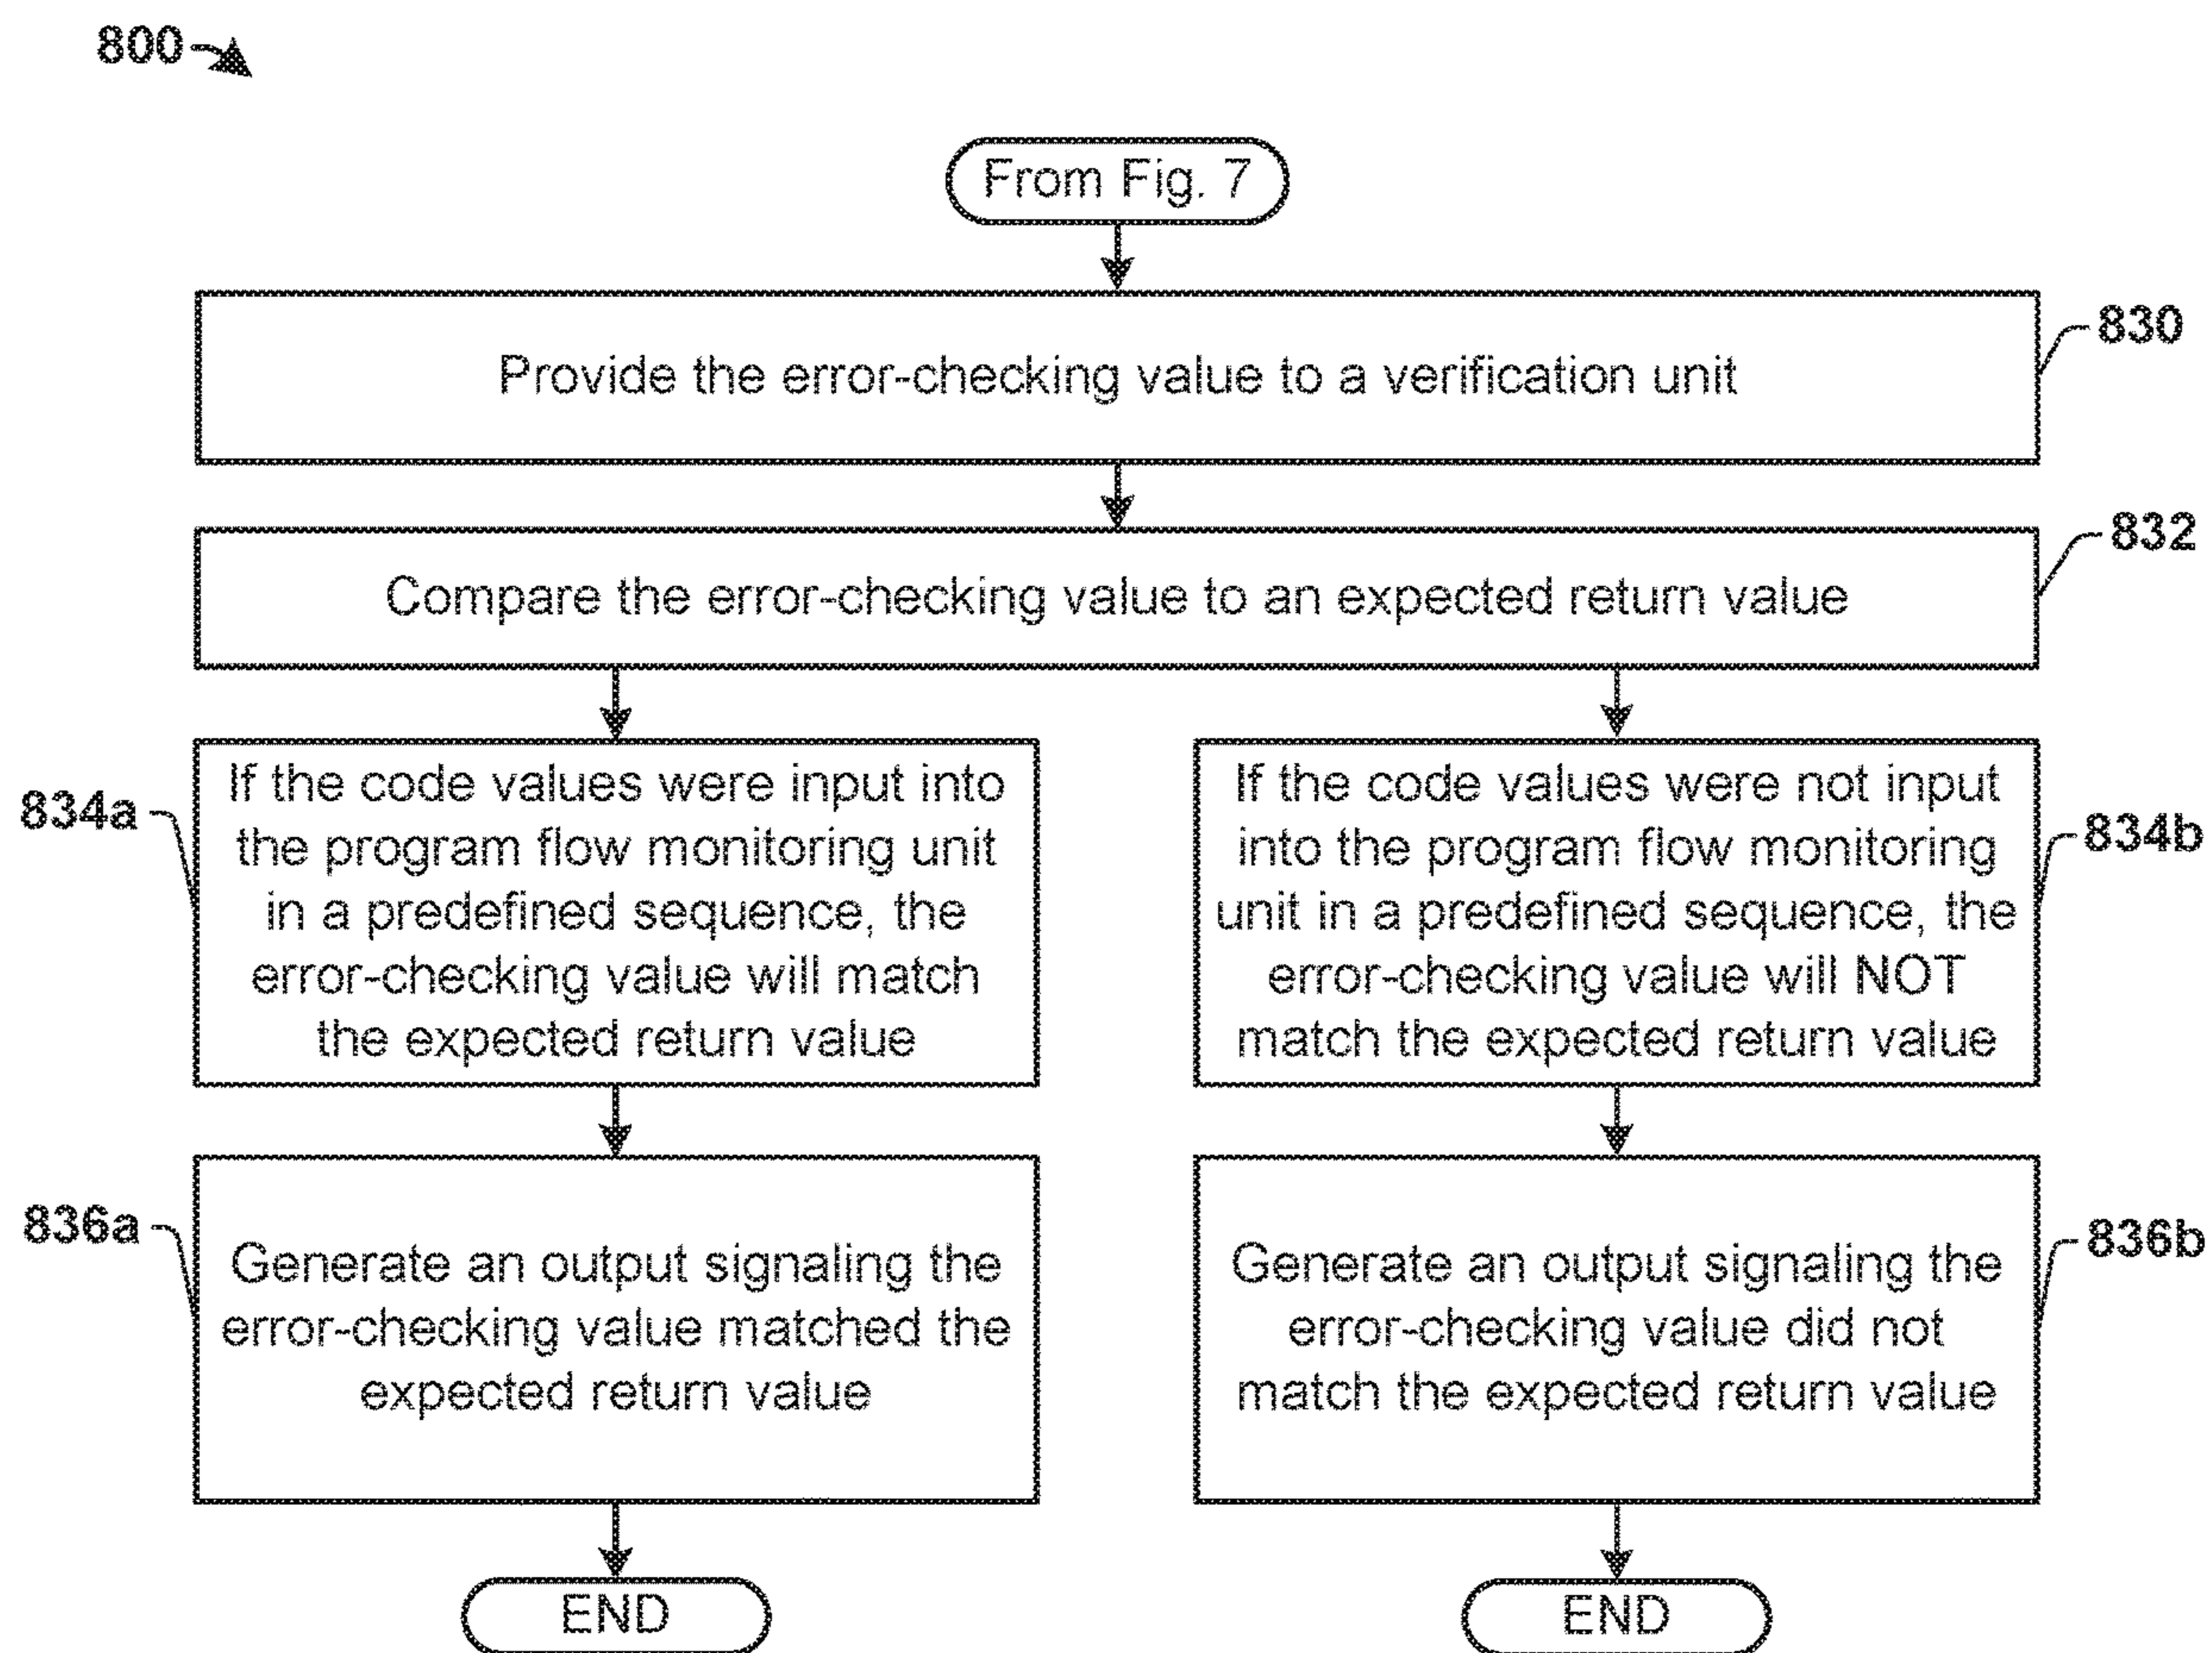 800
From Fig. 7
Provide the error-checking value to a verification unit
830
Compare the error-checking value to an expected return value
832
834a
If the code values were input into
the program flow monitoring unit
in a predefined sequence, the
error-checking value will match
the expected return value
If the code values were not input
into the program flow monitoring
unit in a predefined sequence, the
error-checking value will NOT
match the expected return value
834b
836a
Generate an output signaling the
error-checking value matched the
expected return value
Generate an output signaling the
error-checking value did not
match the expected return value
836b
END
END